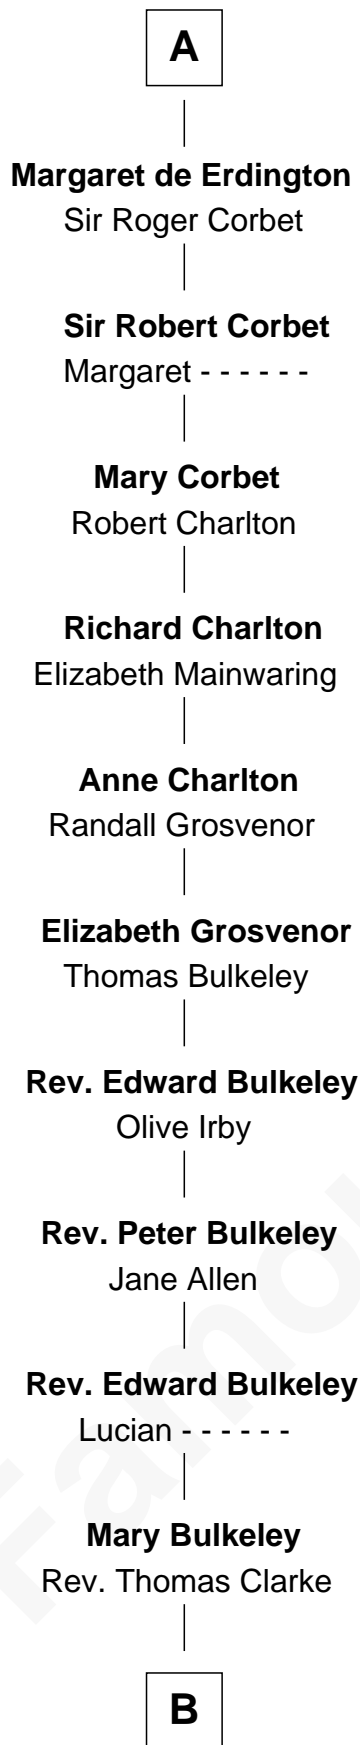 A
Margaret de Erdington
Sir Roger Corbet
Sir Robert Corbet
Margaret - - - - - -
Mary Corbet
Robert Charlton
Richard Charlton
Elizabeth Mainwaring
Anne Charlton
Randall Grosvenor
Elizabeth Grosvenor
Thomas Bulkeley
Rev. Edward Bulkeley
Olive Irby
Rev. Peter Bulkeley
Jane Allen
Rev. Edward Bulkeley
Lucian - - - - - -
Mary Bulkeley
Rev. Thomas Clarke
B